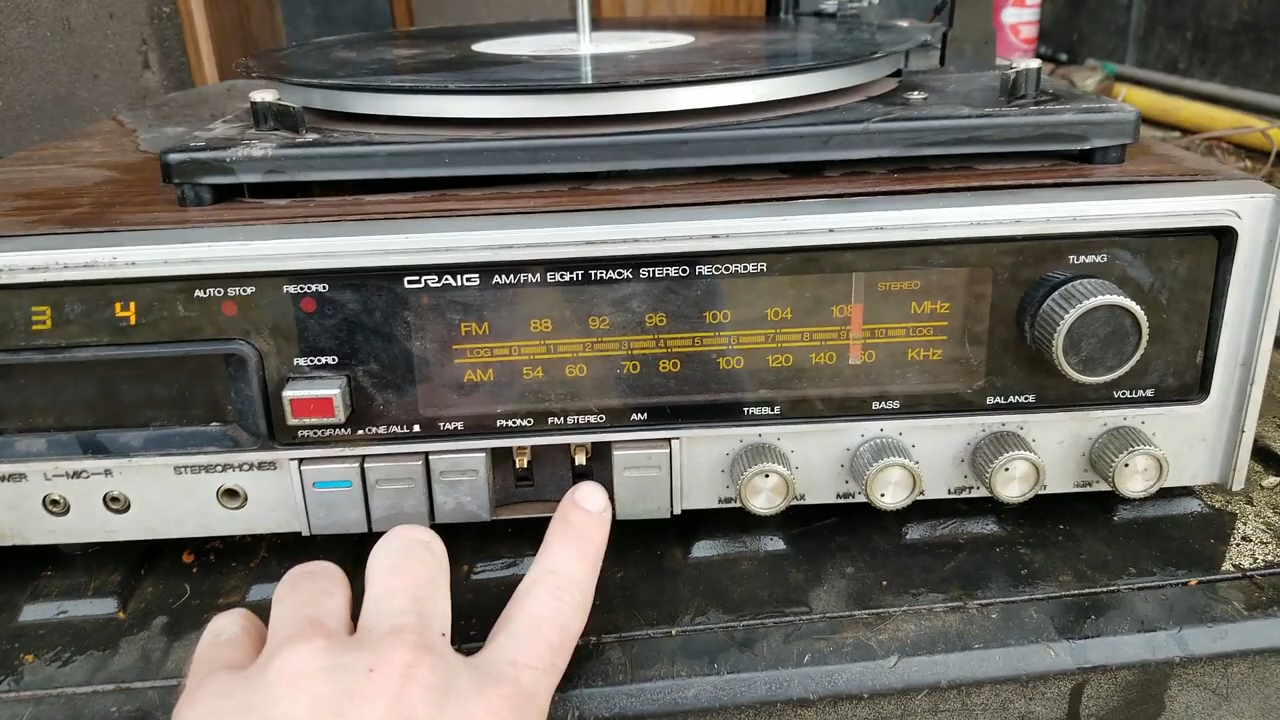 3 4
AUTO STOP
RECORD
CRAIG AM/FM EIGHT TRACK STEREO RECORDER
STEREO
TUNING
FM 88 92 96 100 104 108 MHz
LOG 0 1 2 3 4 5 6 7 8 9 10 LOG
AM 54 60 70 80 100 120 140 160 KHz
RECORD
PROGRAM ONE/ALL TAPE PHONO FM STEREO AM
TREBLE BASS BALANCE VOLUME
L-MIC-R
STEREOPHONES
MIN MIN LEFT